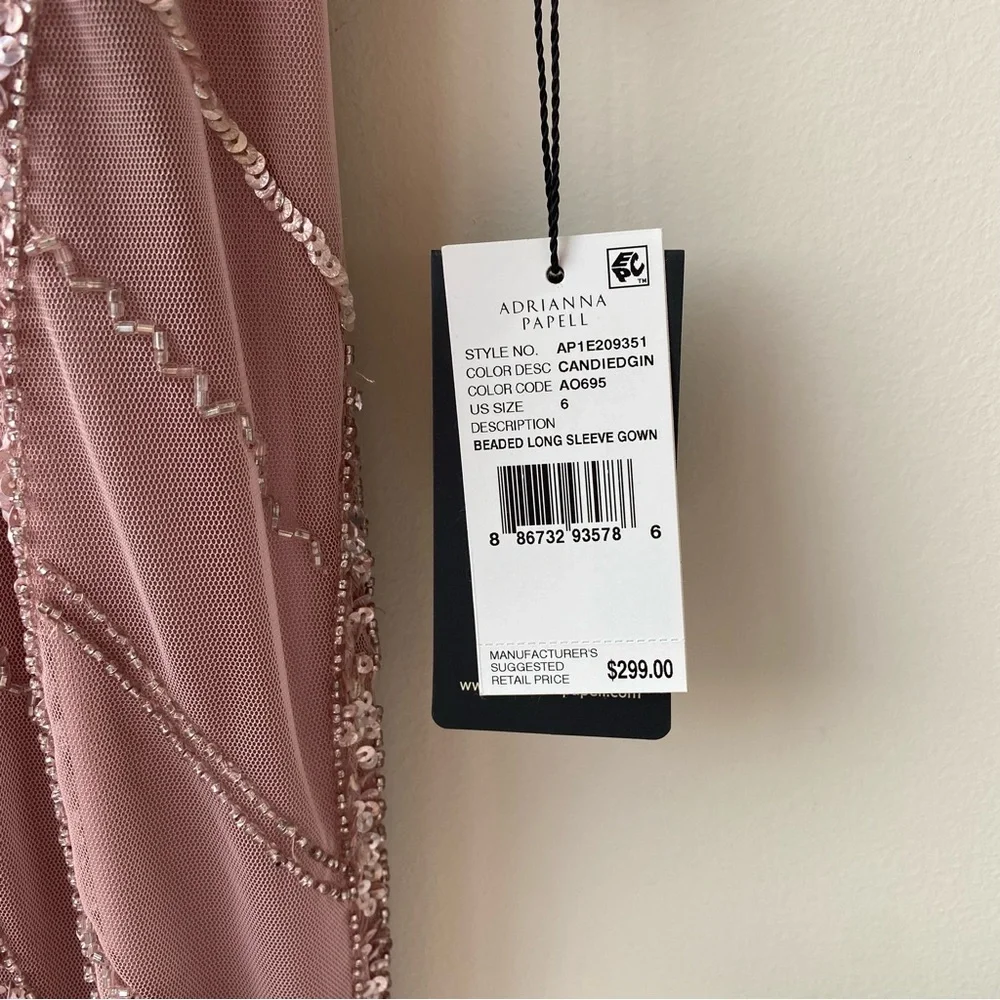 EPC
TM
ADRIANNA
PAPELL
STYLE NO. AP1E209351
COLOR DESC CANDIEDGIN
COLOR CODE AO695
US SIZE 6
DESCRIPTION
BEADED LONG SLEEVE GOWN
8 86732 93578 6
MANUFACTURER'S
SUGGESTED
RETAIL PRICE $299.00